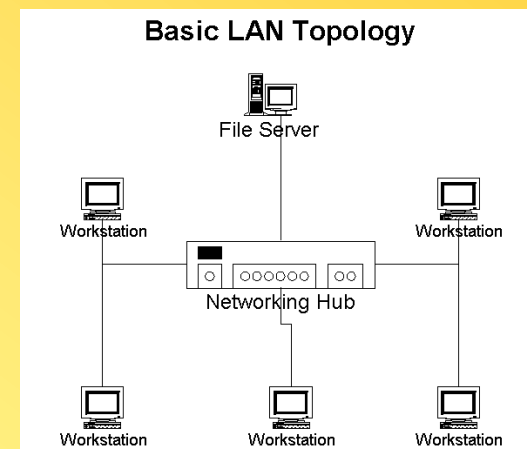 Basic LAN Topology
File Server
Workstation
Workstation
Networking Hub
Workstation
Workstation
Workstation